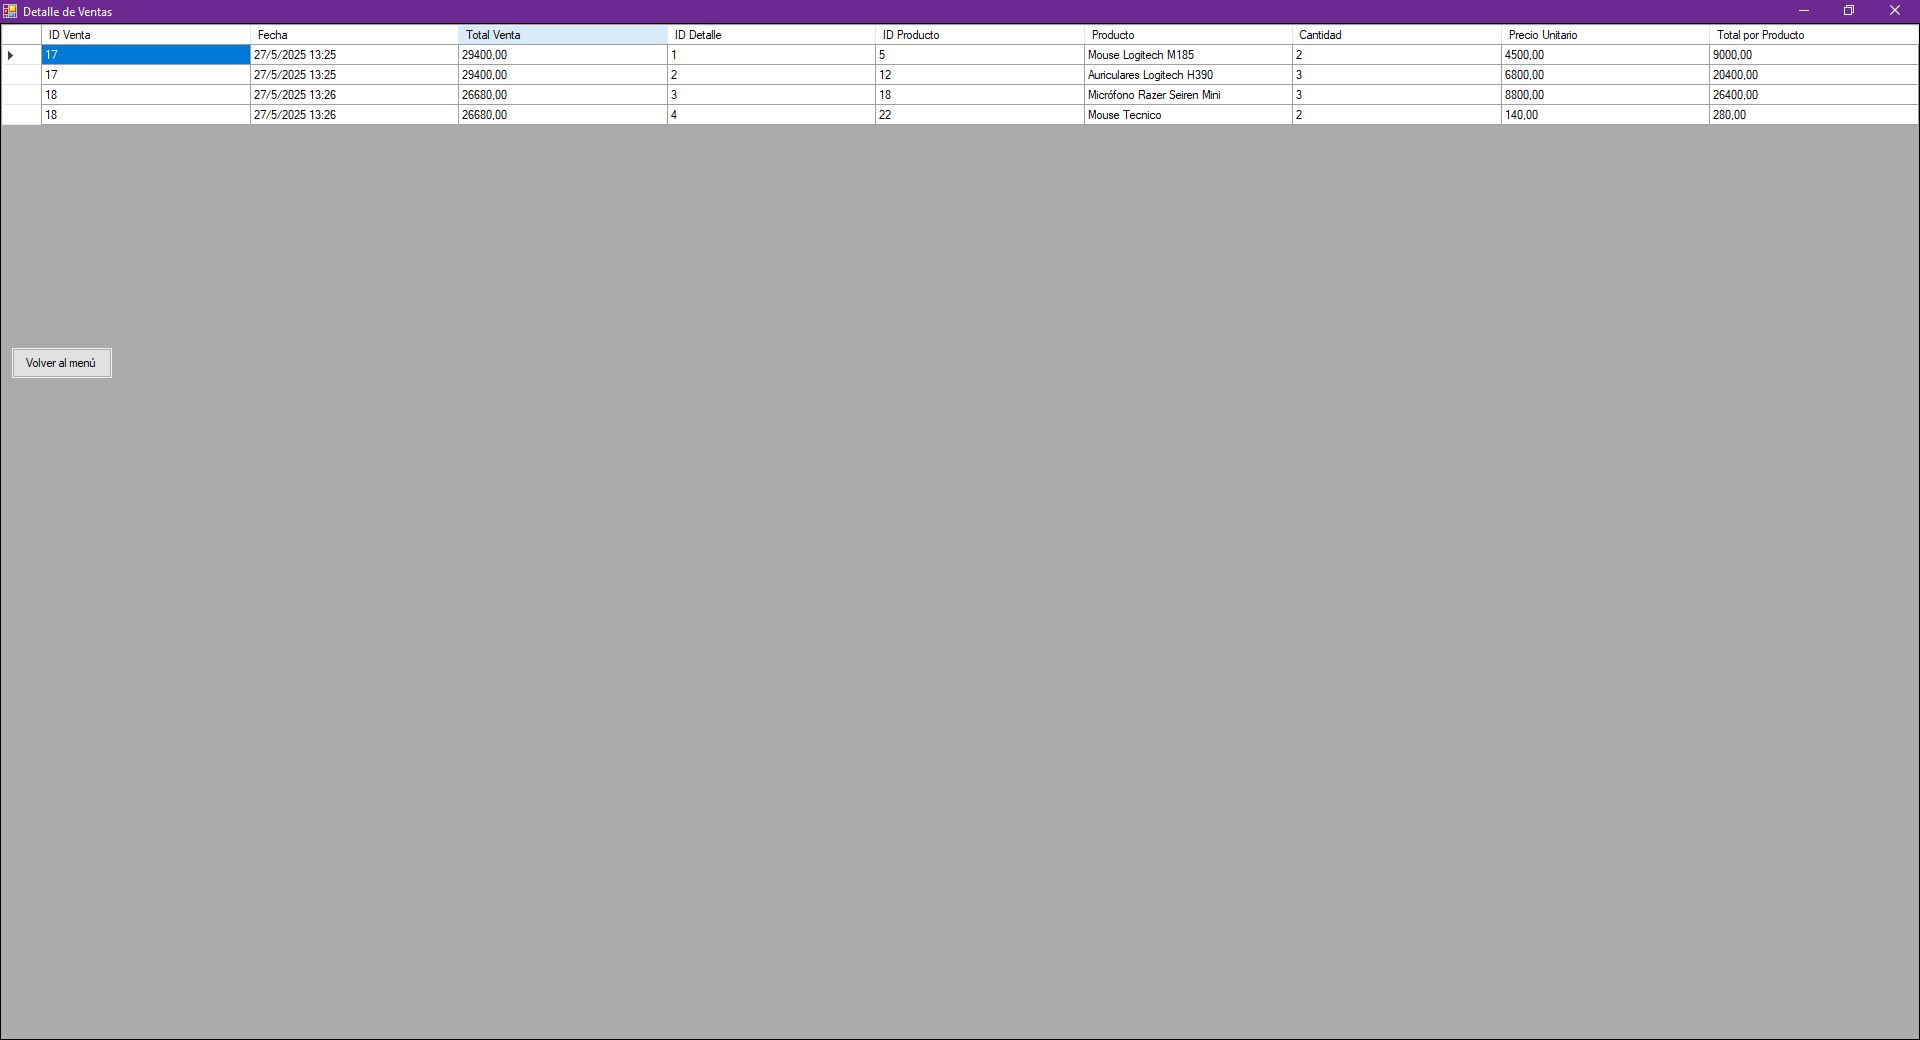 Detalle de Ventas
ID Venta Fecha Total Venta ID Detalle ID Producto Producto Cantidad Precio Unitario Total por Producto
17 27/5/2025 13:25 29400,00 1 5 Mouse Logitech M185 2 4500,00 9000,00
17 27/5/2025 13:25 29400,00 2 12 Auriculares Logitech H390 3 6800,00 20400,00
18 27/5/2025 13:26 26680,00 3 18 Micrófono Razer Seiren Mini 3 8800,00 26400,00
18 27/5/2025 13:26 26680,00 4 22 Mouse Tecnico 2 140,00 280,00
Volver al menú